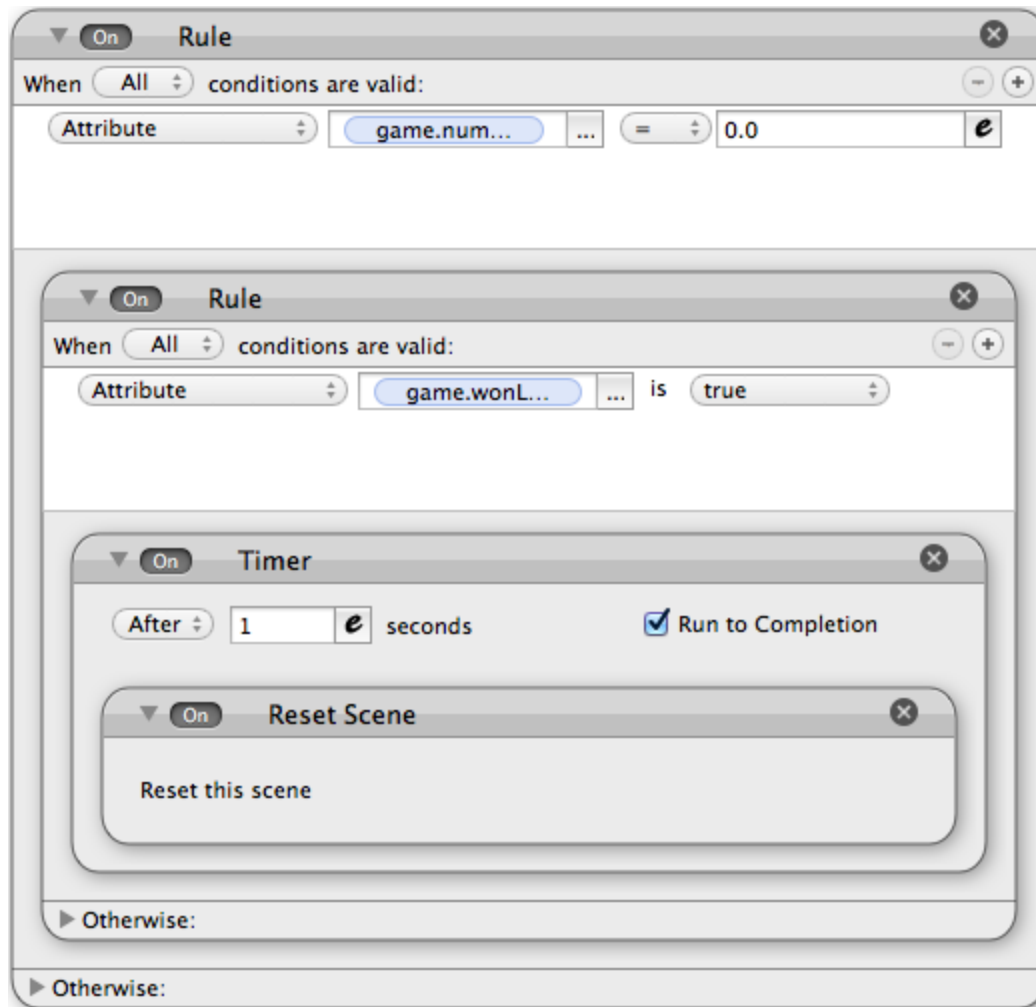 On Rule
When All conditions are valid:
Attribute game.num... ... = 0.0 e
On Rule
When All conditions are valid:
Attribute game.wonL... ... is true
On Timer
After 1 e seconds Run to Completion
On Reset Scene
Reset this scene
Otherwise:
Otherwise: